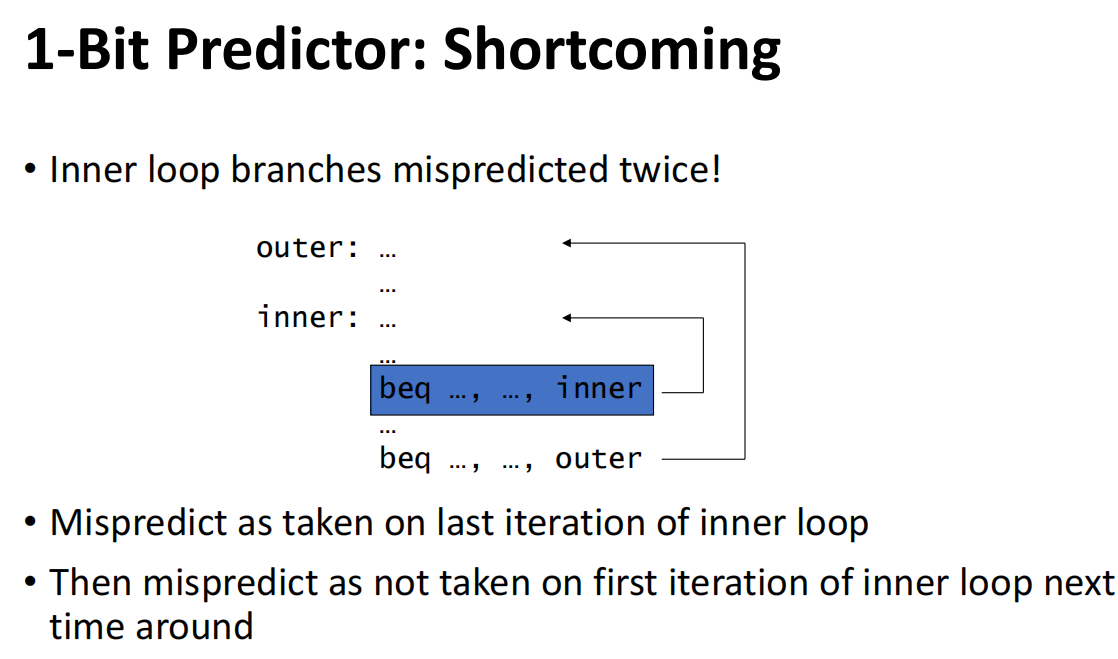 1-Bit Predictor: Shortcoming
• Inner loop branches mispredicted twice!
outer: …
…
inner: …
…
beq …, …, inner
…
beq …, …, outer
• Mispredict as taken on last iteration of inner loop
• Then mispredict as not taken on first iteration of inner loop next
time around